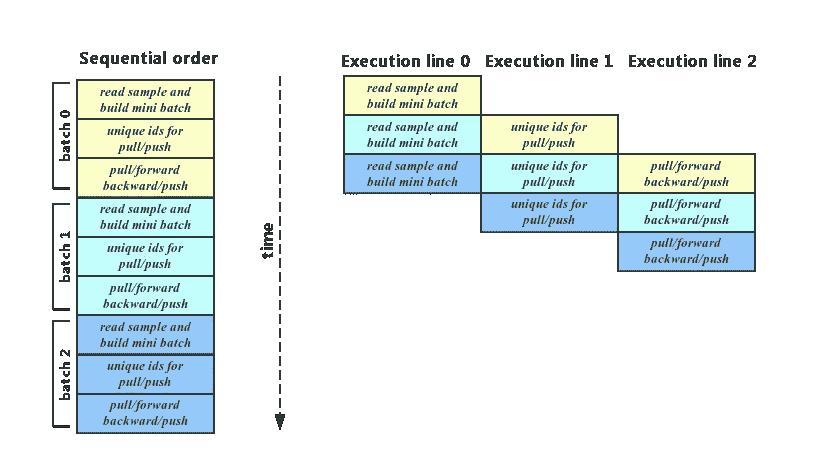 Sequential order
batch 0
read sample and
build mini batch
unique ids for
pull/push
pull/forward
backward/push
batch 1
read sample and
build mini batch
unique ids for
pull/push
pull/forward
backward/push
batch 2
read sample and
build mini batch
unique ids for
pull/push
pull/forward
backward/push
time
Execution line 0 Execution line 1 Execution line 2
read sample and
build mini batch
read sample and
build mini batch
unique ids for
pull/push
read sample and
build mini batch
unique ids for
pull/push
pull/forward
backward/push
unique ids for
pull/push
pull/forward
backward/push
pull/forward
backward/push